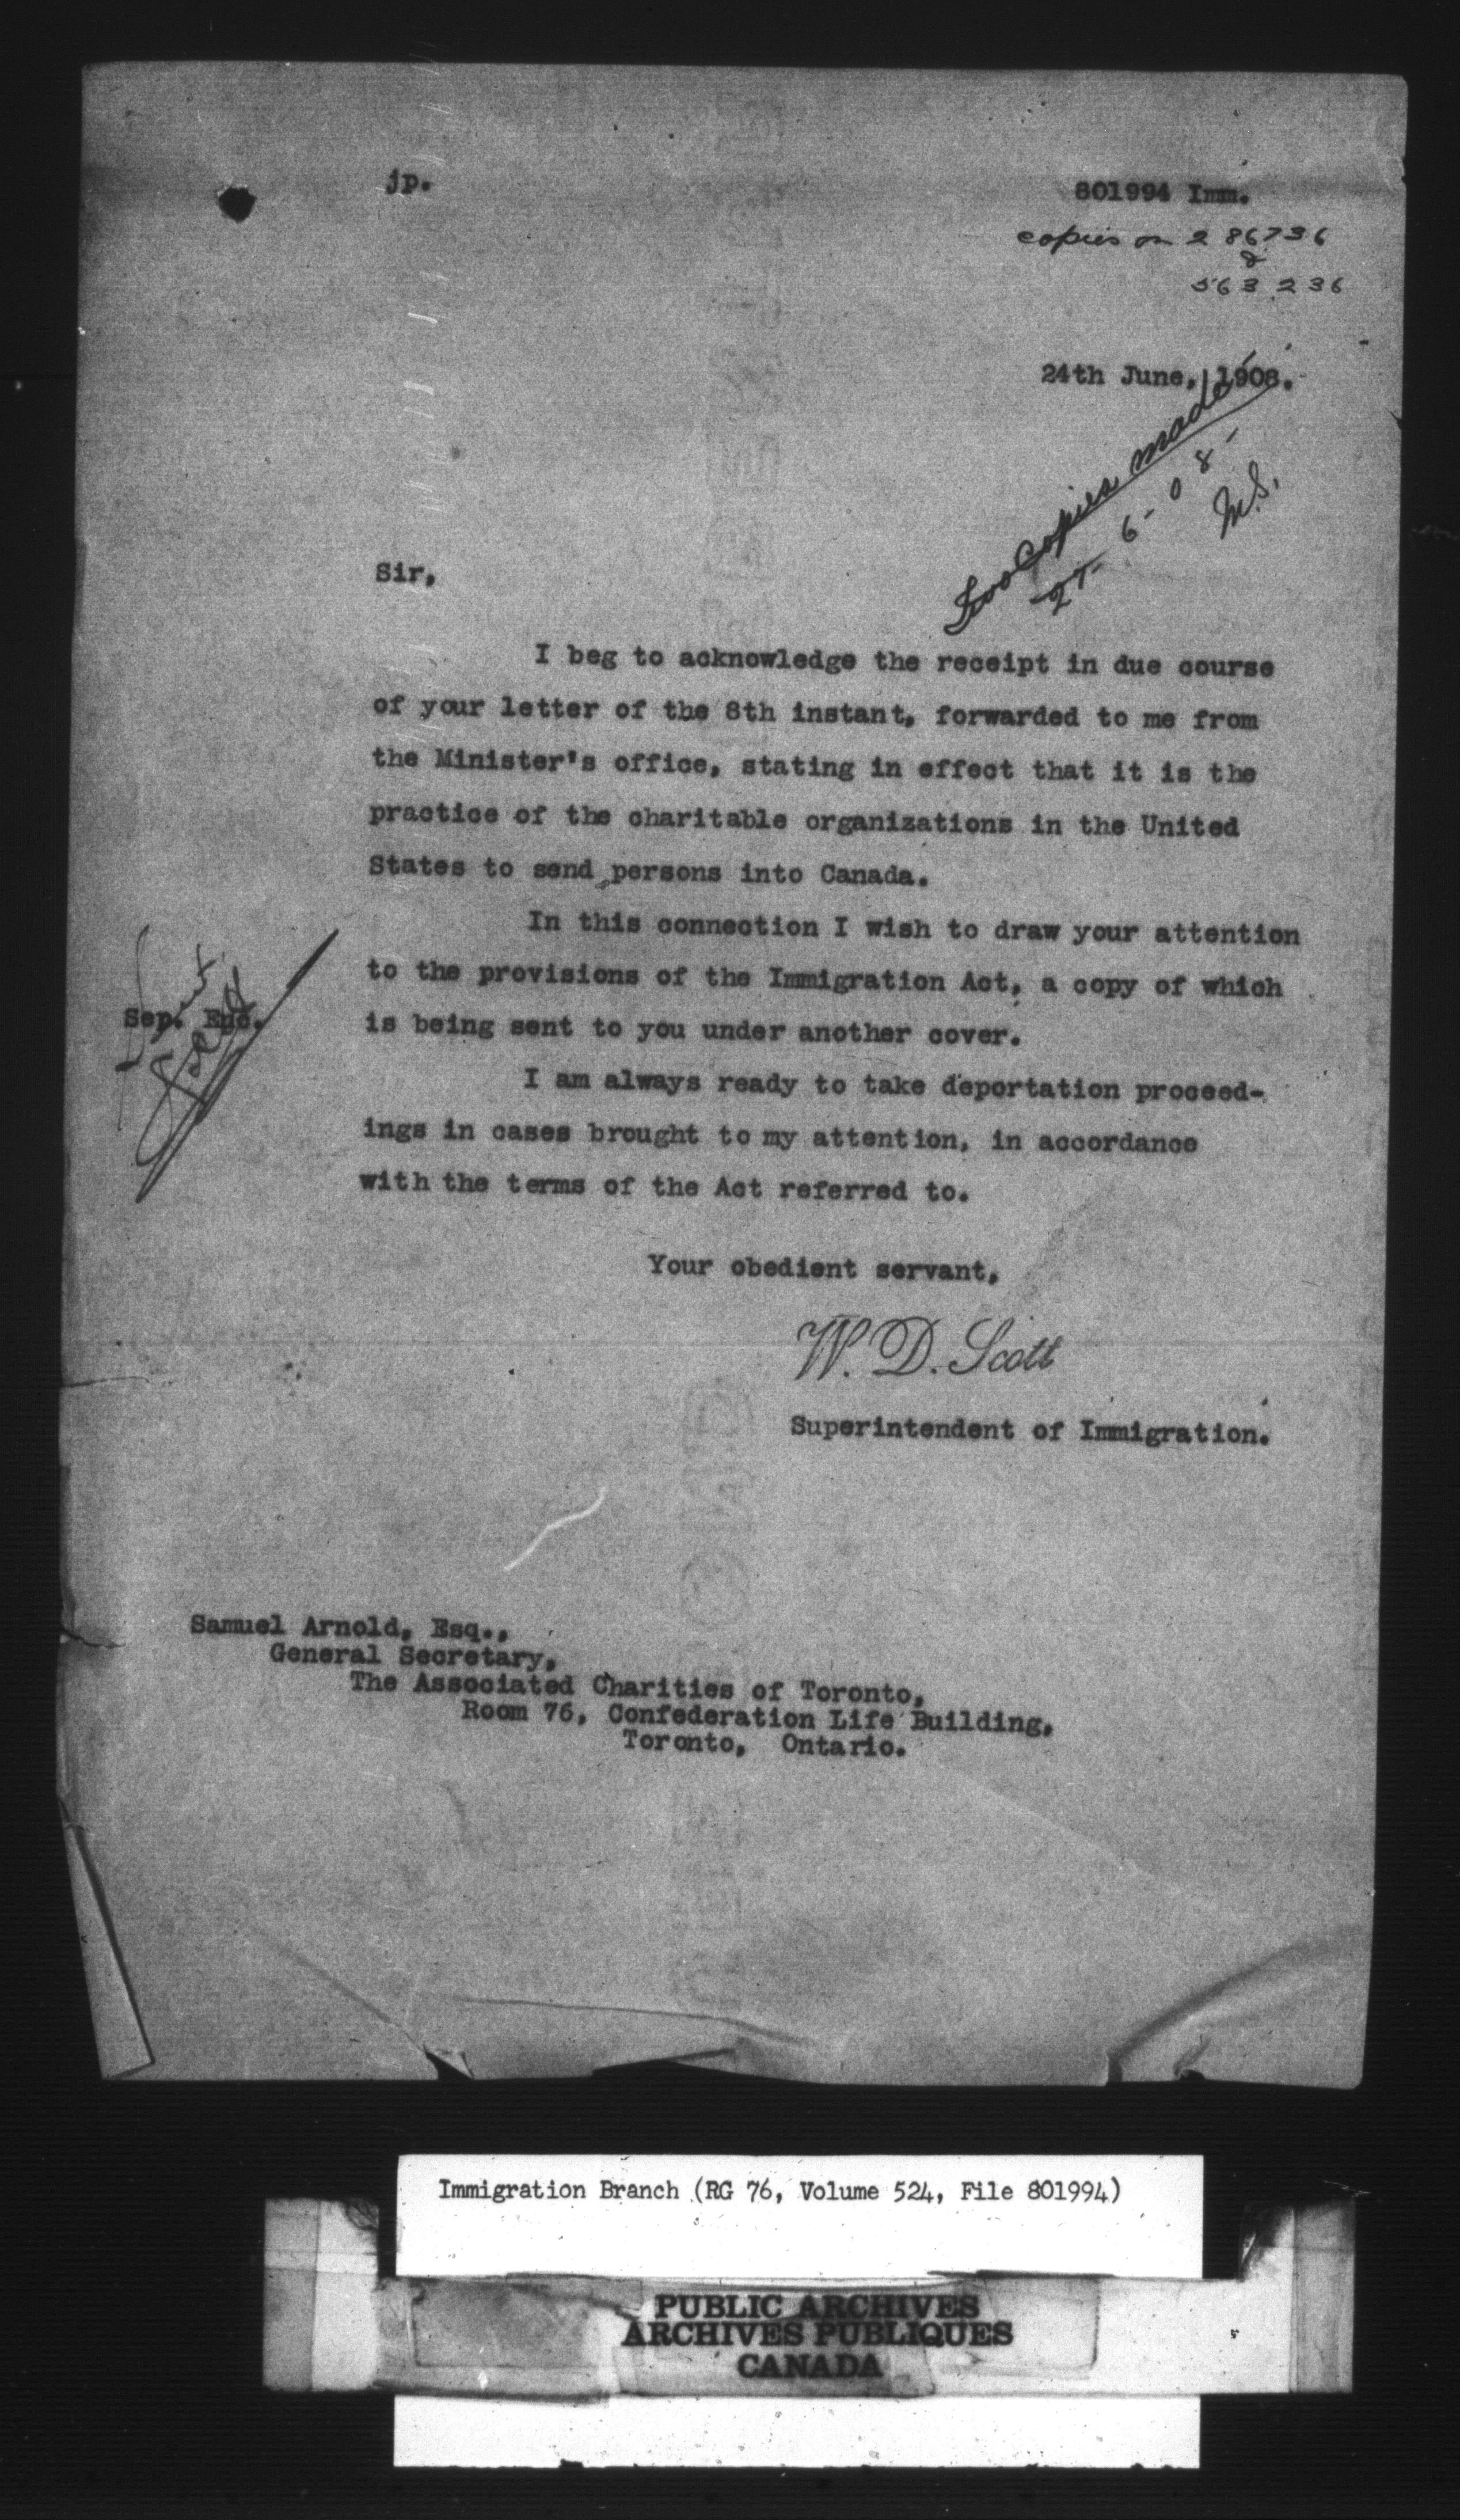 jp.
801994 Imm.
copies on 286736
&
563236
24th June, 1908.
Two Copies made
27-6-08-
M.S.
Sir,
I beg to acknowledge the receipt in due course
of your letter of the 8th instant, forwarded to me from
the Minister's office, stating in effect that it is the
practice of the charitable organizations in the United
States to send persons into Canada.
In this connection I wish to draw your attention
to the provisions of the Immigration Act, a copy of which
Sep. Enc.
Sent
is being sent to you under another cover.
I am always ready to take deportation proceed-
ings in cases brought to my attention, in accordance
with the terms of the Act referred to.
Your obedient servant,
W. D. Scott
Superintendent of Immigration.
Samuel Arnold, Esq.,
General Secretary,
The Associated Charities of Toronto,
Room 76, Confederation Life Building,
Toronto, Ontario.
Immigration Branch (RG 76, Volume 524, File 801994)
PUBLIC ARCHIVES
ARCHIVES PUBLIQUES
CANADA